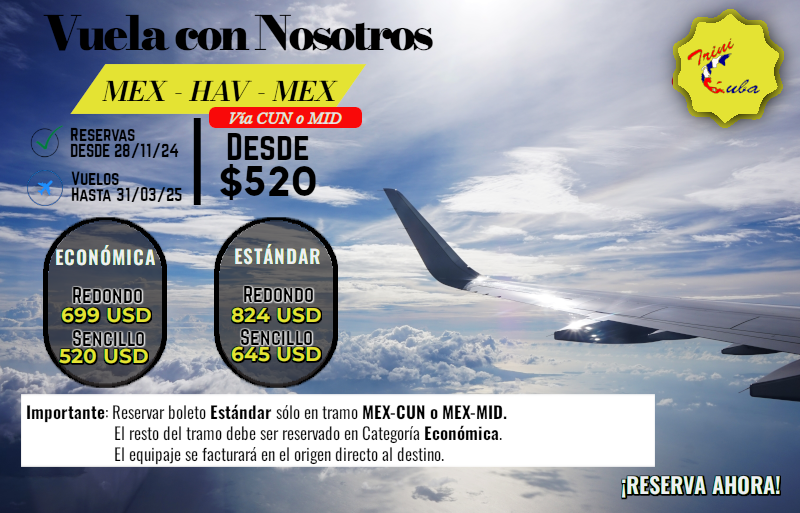 Vuela con Nosotros
Trini
Cuba
MEX - HAV - MEX
Vía CUN o MID
Reservas
desde 28/11/24
Desde
$520
Vuelos
Hasta 31/03/25
ECONÓMICA
Redondo
699 USD
Sencillo
520 USD
ESTÁNDAR
Redondo
824 USD
Sencillo
645 USD
Importante: Reservar boleto Estándar sólo en tramo MEX-CUN o MEX-MID.
El resto del tramo debe ser reservado en Categoría Económica.
El equipaje se facturará en el origen directo al destino.
¡RESERVA AHORA!